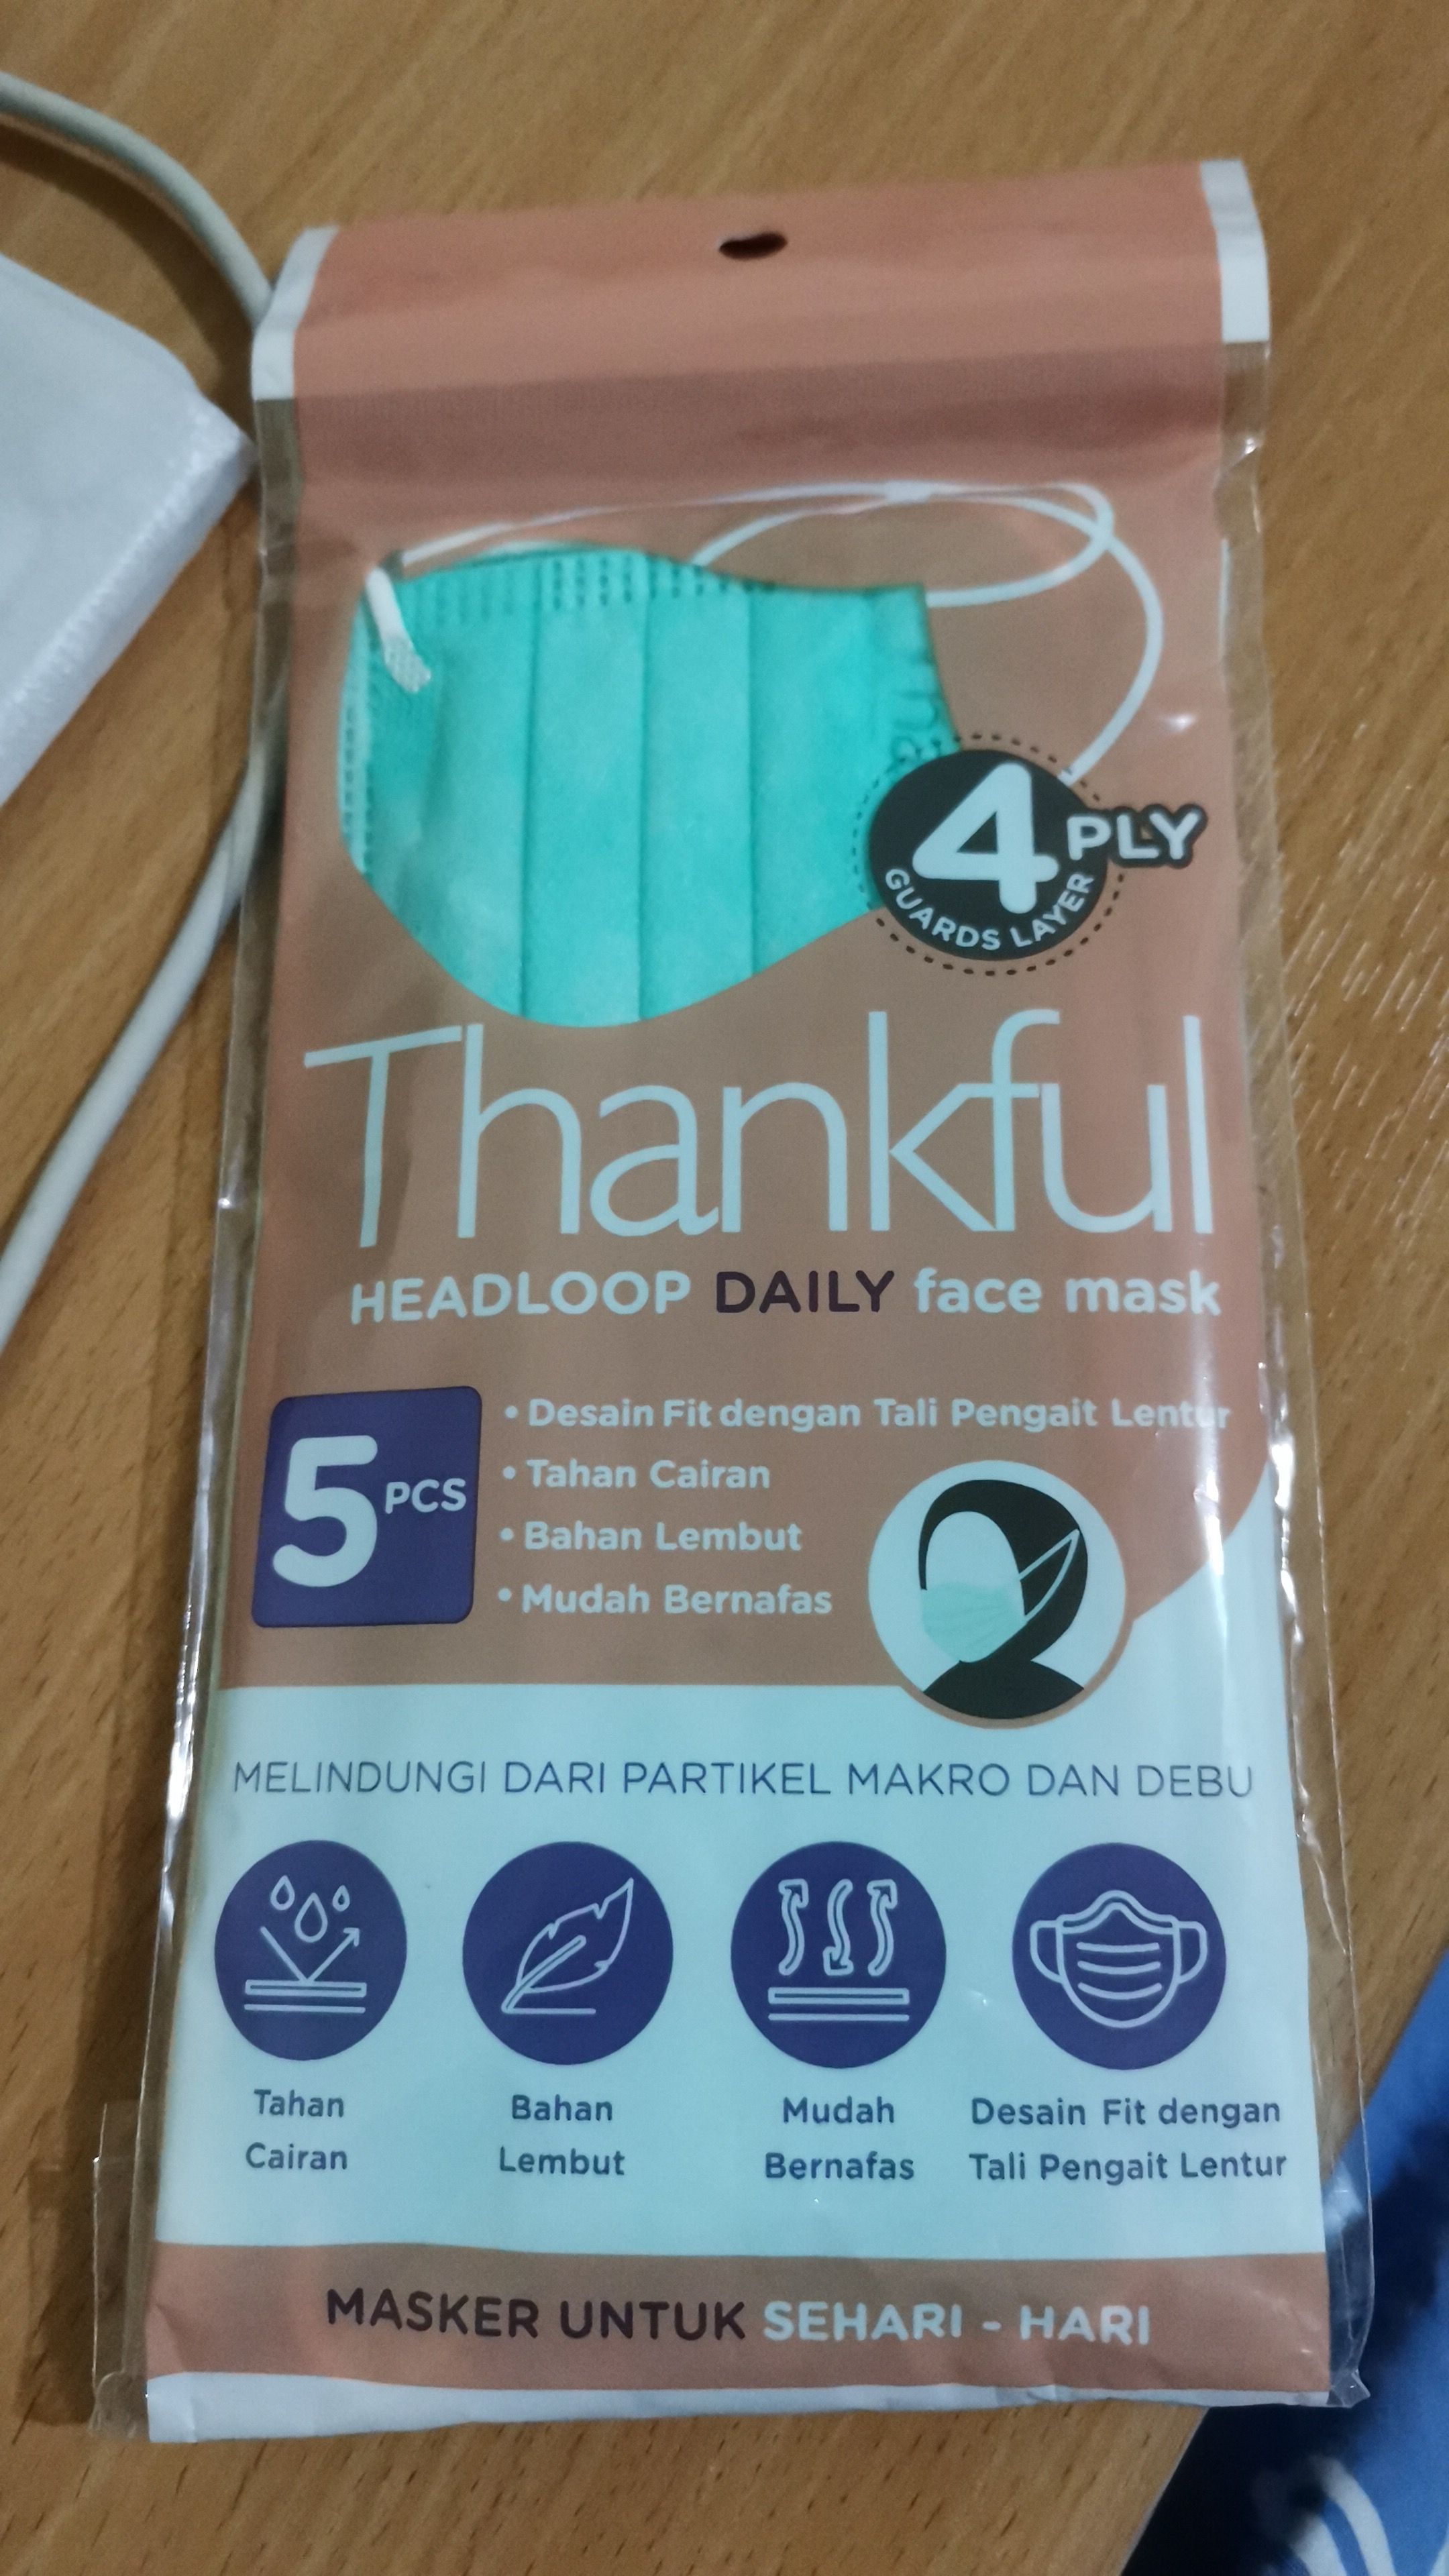 4 PLY
GUARDS LAYER
Thankful
HEADLOOP DAILY face mask
5 PCS
• Desain Fit dengan Tali Pengait Lentur
• Tahan Cairan
• Bahan Lembut
• Mudah Bernafas
MELINDUNGI DARI PARTIKEL MAKRO DAN DEBU
Tahan
Cairan
Bahan
Lembut
Mudah
Bernafas
Desain Fit dengan
Tali Pengait Lentur
MASKER UNTUK SEHARI - HARI